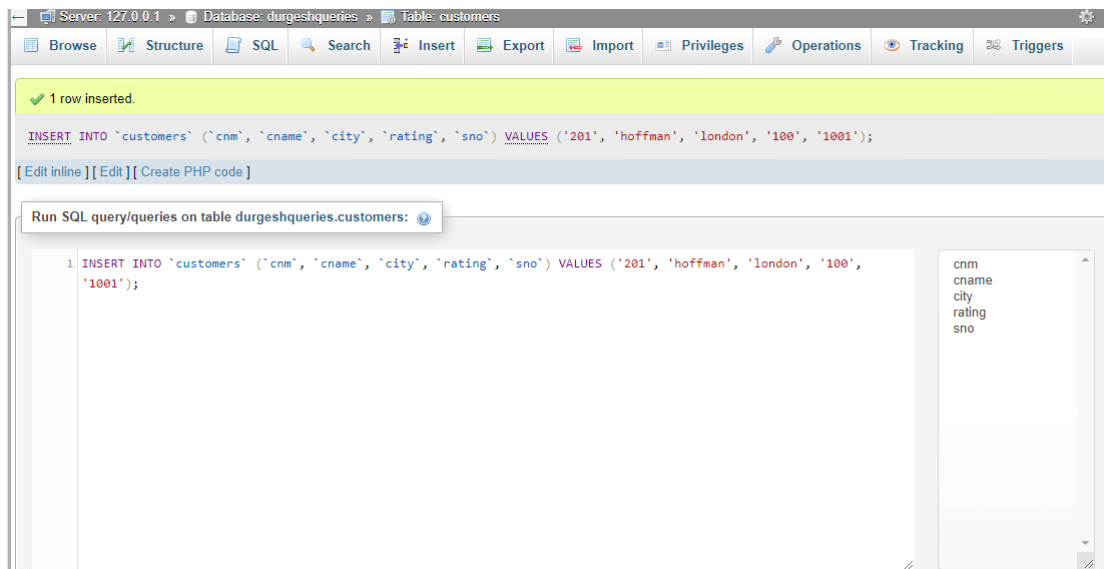 ← Server: 127.0.0.1 » Database: durgeshqueries » Table: customers
Browse Structure SQL Search Insert Export Import Privileges Operations Tracking Triggers
1 row inserted.
INSERT INTO `customers` (`cnm`, `cname`, `city`, `rating`, `sno`) VALUES ('201', 'hoffman', 'london', '100', '1001');
[ Edit inline ] [ Edit ] [ Create PHP code ]
Run SQL query/queries on table durgeshqueries.customers:
1 INSERT INTO `customers` (`cnm`, `cname`, `city`, `rating`, `sno`) VALUES ('201', 'hoffman', 'london', '100',
'1001');
cnm
cname
city
rating
sno